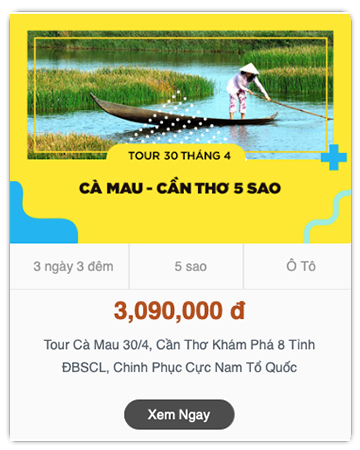 TOUR 30 THÁNG 4
CÀ MAU - CẦN THƠ 5 SAO
3 ngày 3 đêm
5 sao
Ô Tô
3,090,000 đ
Tour Cà Mau 30/4, Cần Thơ Khám Phá 8 Tỉnh
ĐBSCL, Chinh Phục Cực Nam Tổ Quốc
Xem Ngay